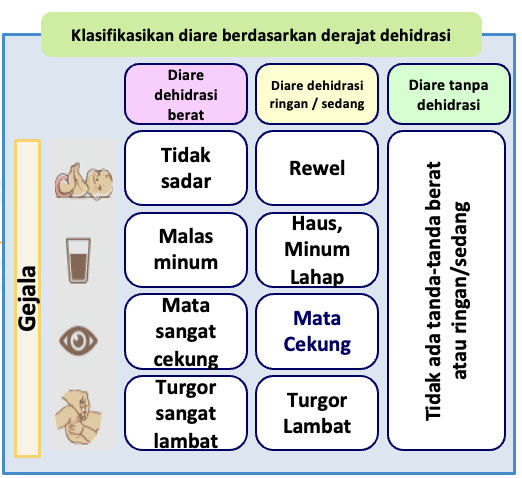 Klasifikasikan diare berdasarkan derajat dehidrasi
Diare
dehidrasi
berat
Diare dehidrasi
ringan / sedang
Diare tanpa
dehidrasi
Gejala
Tidak
sadar
Rewel
Malas
minum
Haus,
Minum
Lahap
Mata
sangat
cekung
Mata
Cekung
Turgor
sangat
lambat
Turgor
Lambat
Tidak ada tanda-tanda berat
atau ringan/sedang